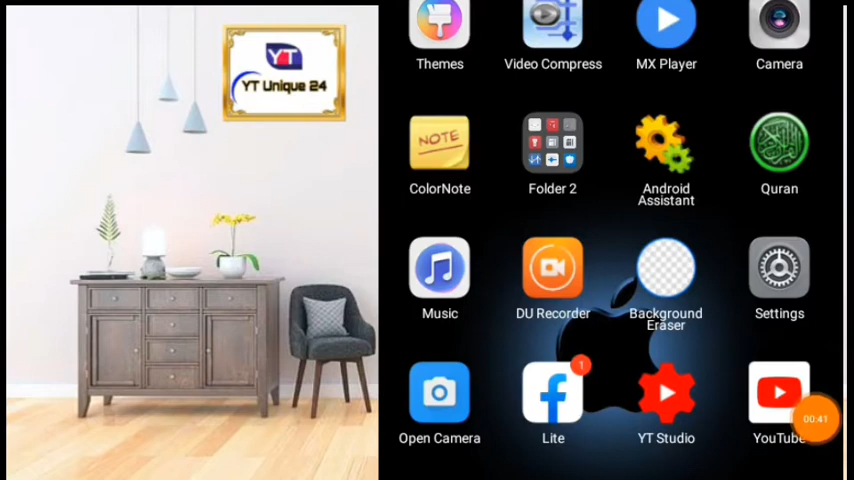 YT
YT Unique 24
Themes
Video Compress
MX Player
Camera
NOTE
ColorNote
Folder 2
Android
Assistant
Quran
Music
DU Recorder
Background
Eraser
Settings
1
Open Camera
Lite
YT Studio
YouTube
00:41